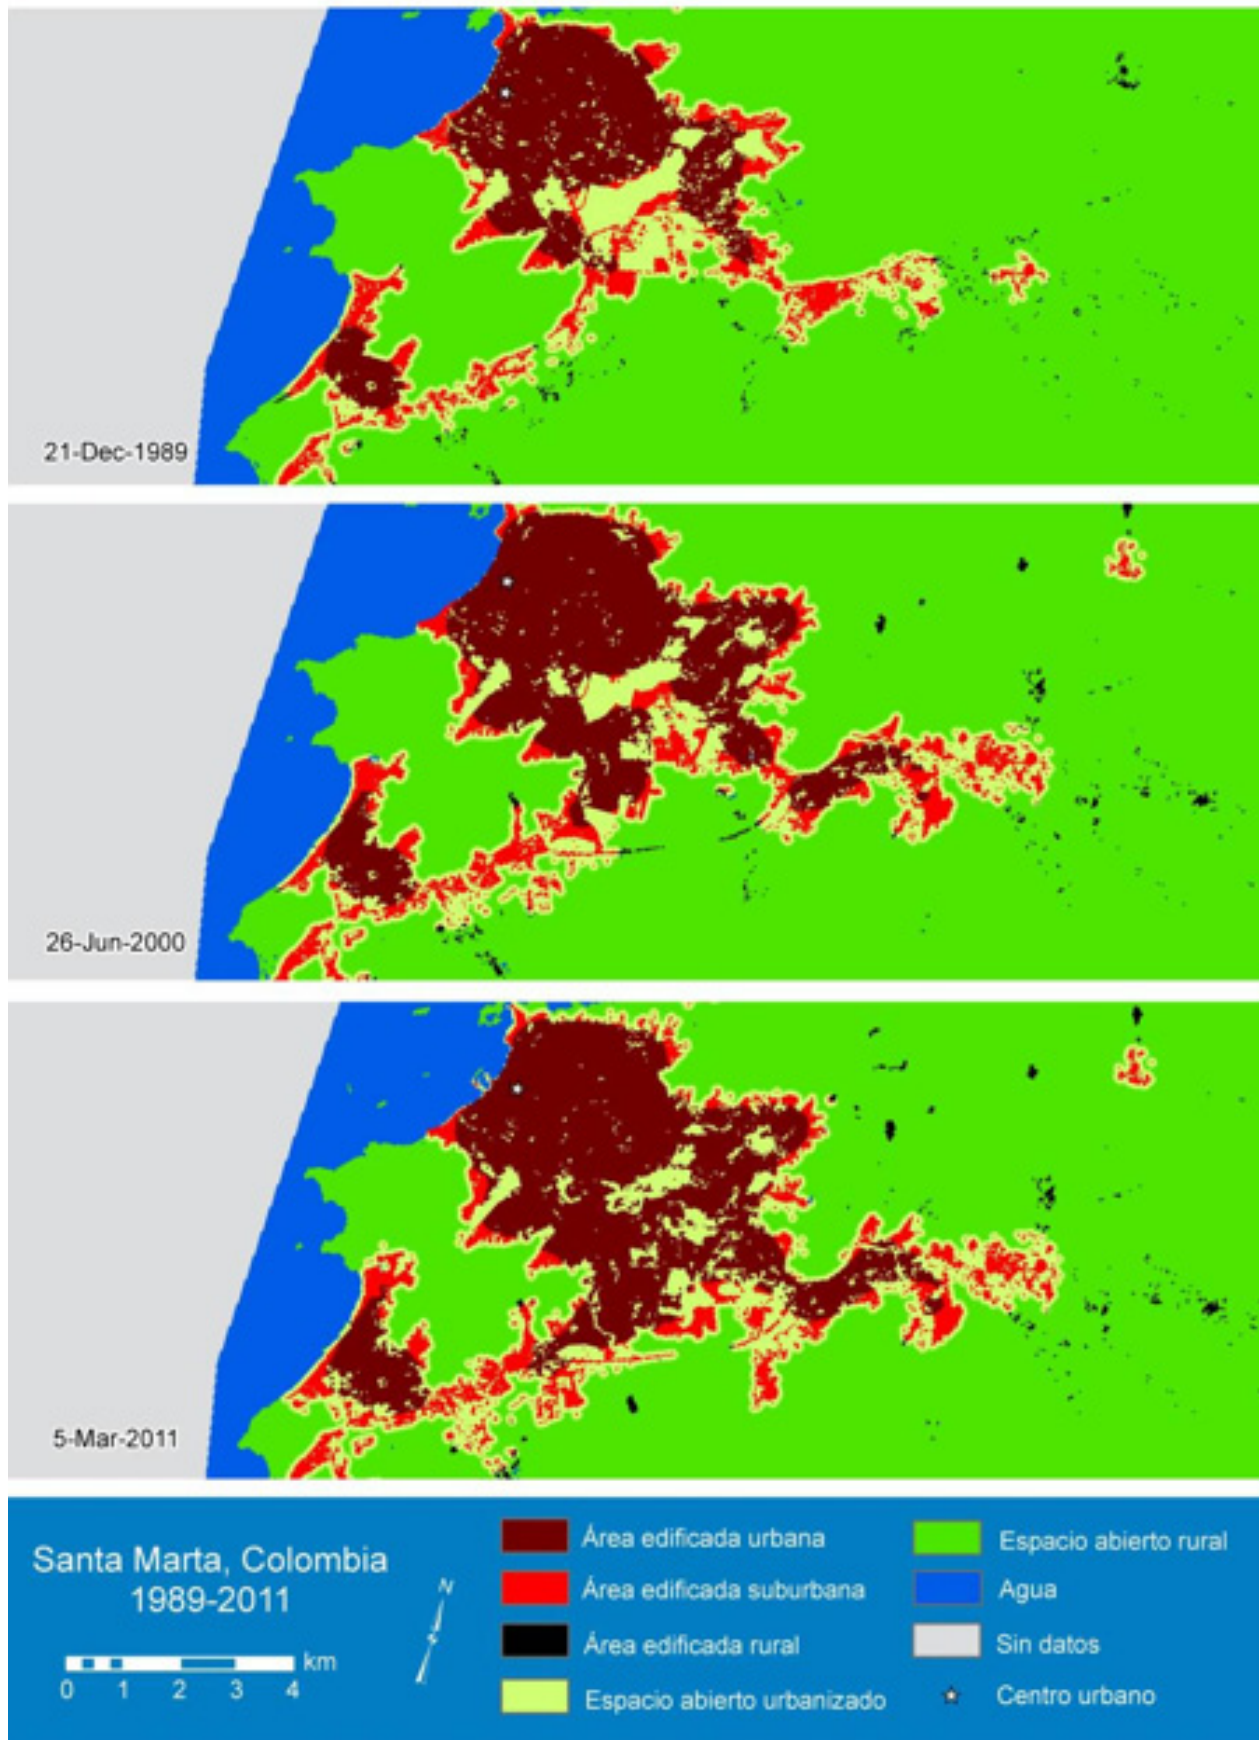 21-Dec-1989
26-Jun-2000
5-Mar-2011
Santa Marta, Colombia
1989-2011
N
km
0 1 2 3 4
Área edificada urbana
Área edificada suburbana
Área edificada rural
Espacio abierto urbanizado
Espacio abierto rural
Agua
Sin datos
Centro urbano